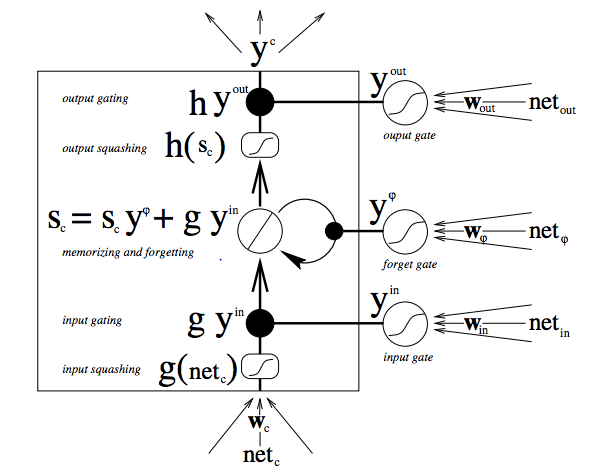 y^c
output gating
h y^out
y^out
w_out
net_out
ouput gate
output squashing
h(s_c)
s_c = s_c y^φ + g y^in
memorizing and forgetting
y^φ
w_φ
net_φ
forget gate
input gating
g y^in
y^in
w_in
net_in
input gate
input squashing
g(net_c)
w_c
net_c